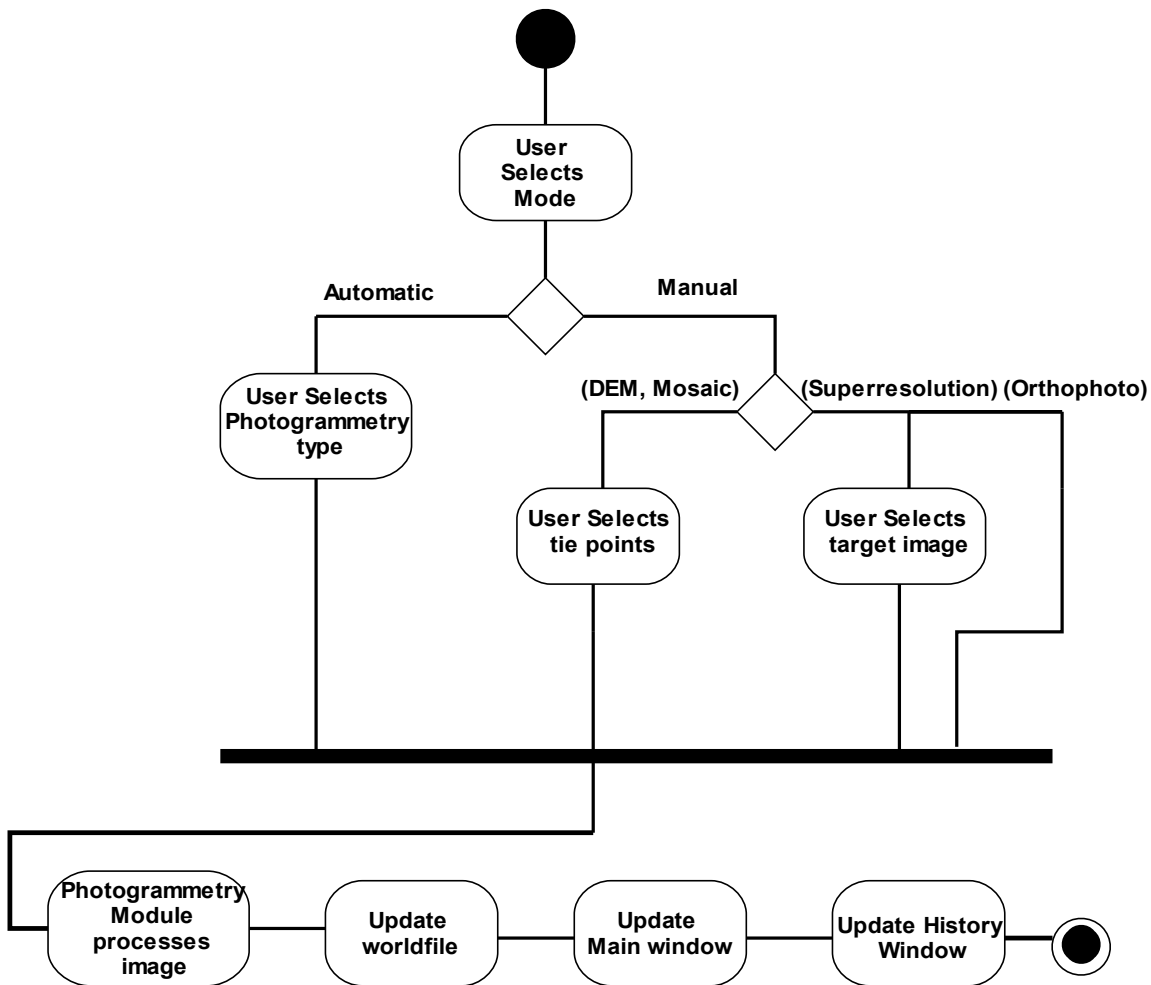 User
Selects
Mode
Automatic
Manual
User Selects
Photogrammetry
type
(DEM, Mosaic)
(Superresolution) (Orthophoto)
User Selects
tie points
User Selects
target image
Photogrammetry
Module
processes
image
Update
worldfile
Update
Main window
Update History
Window